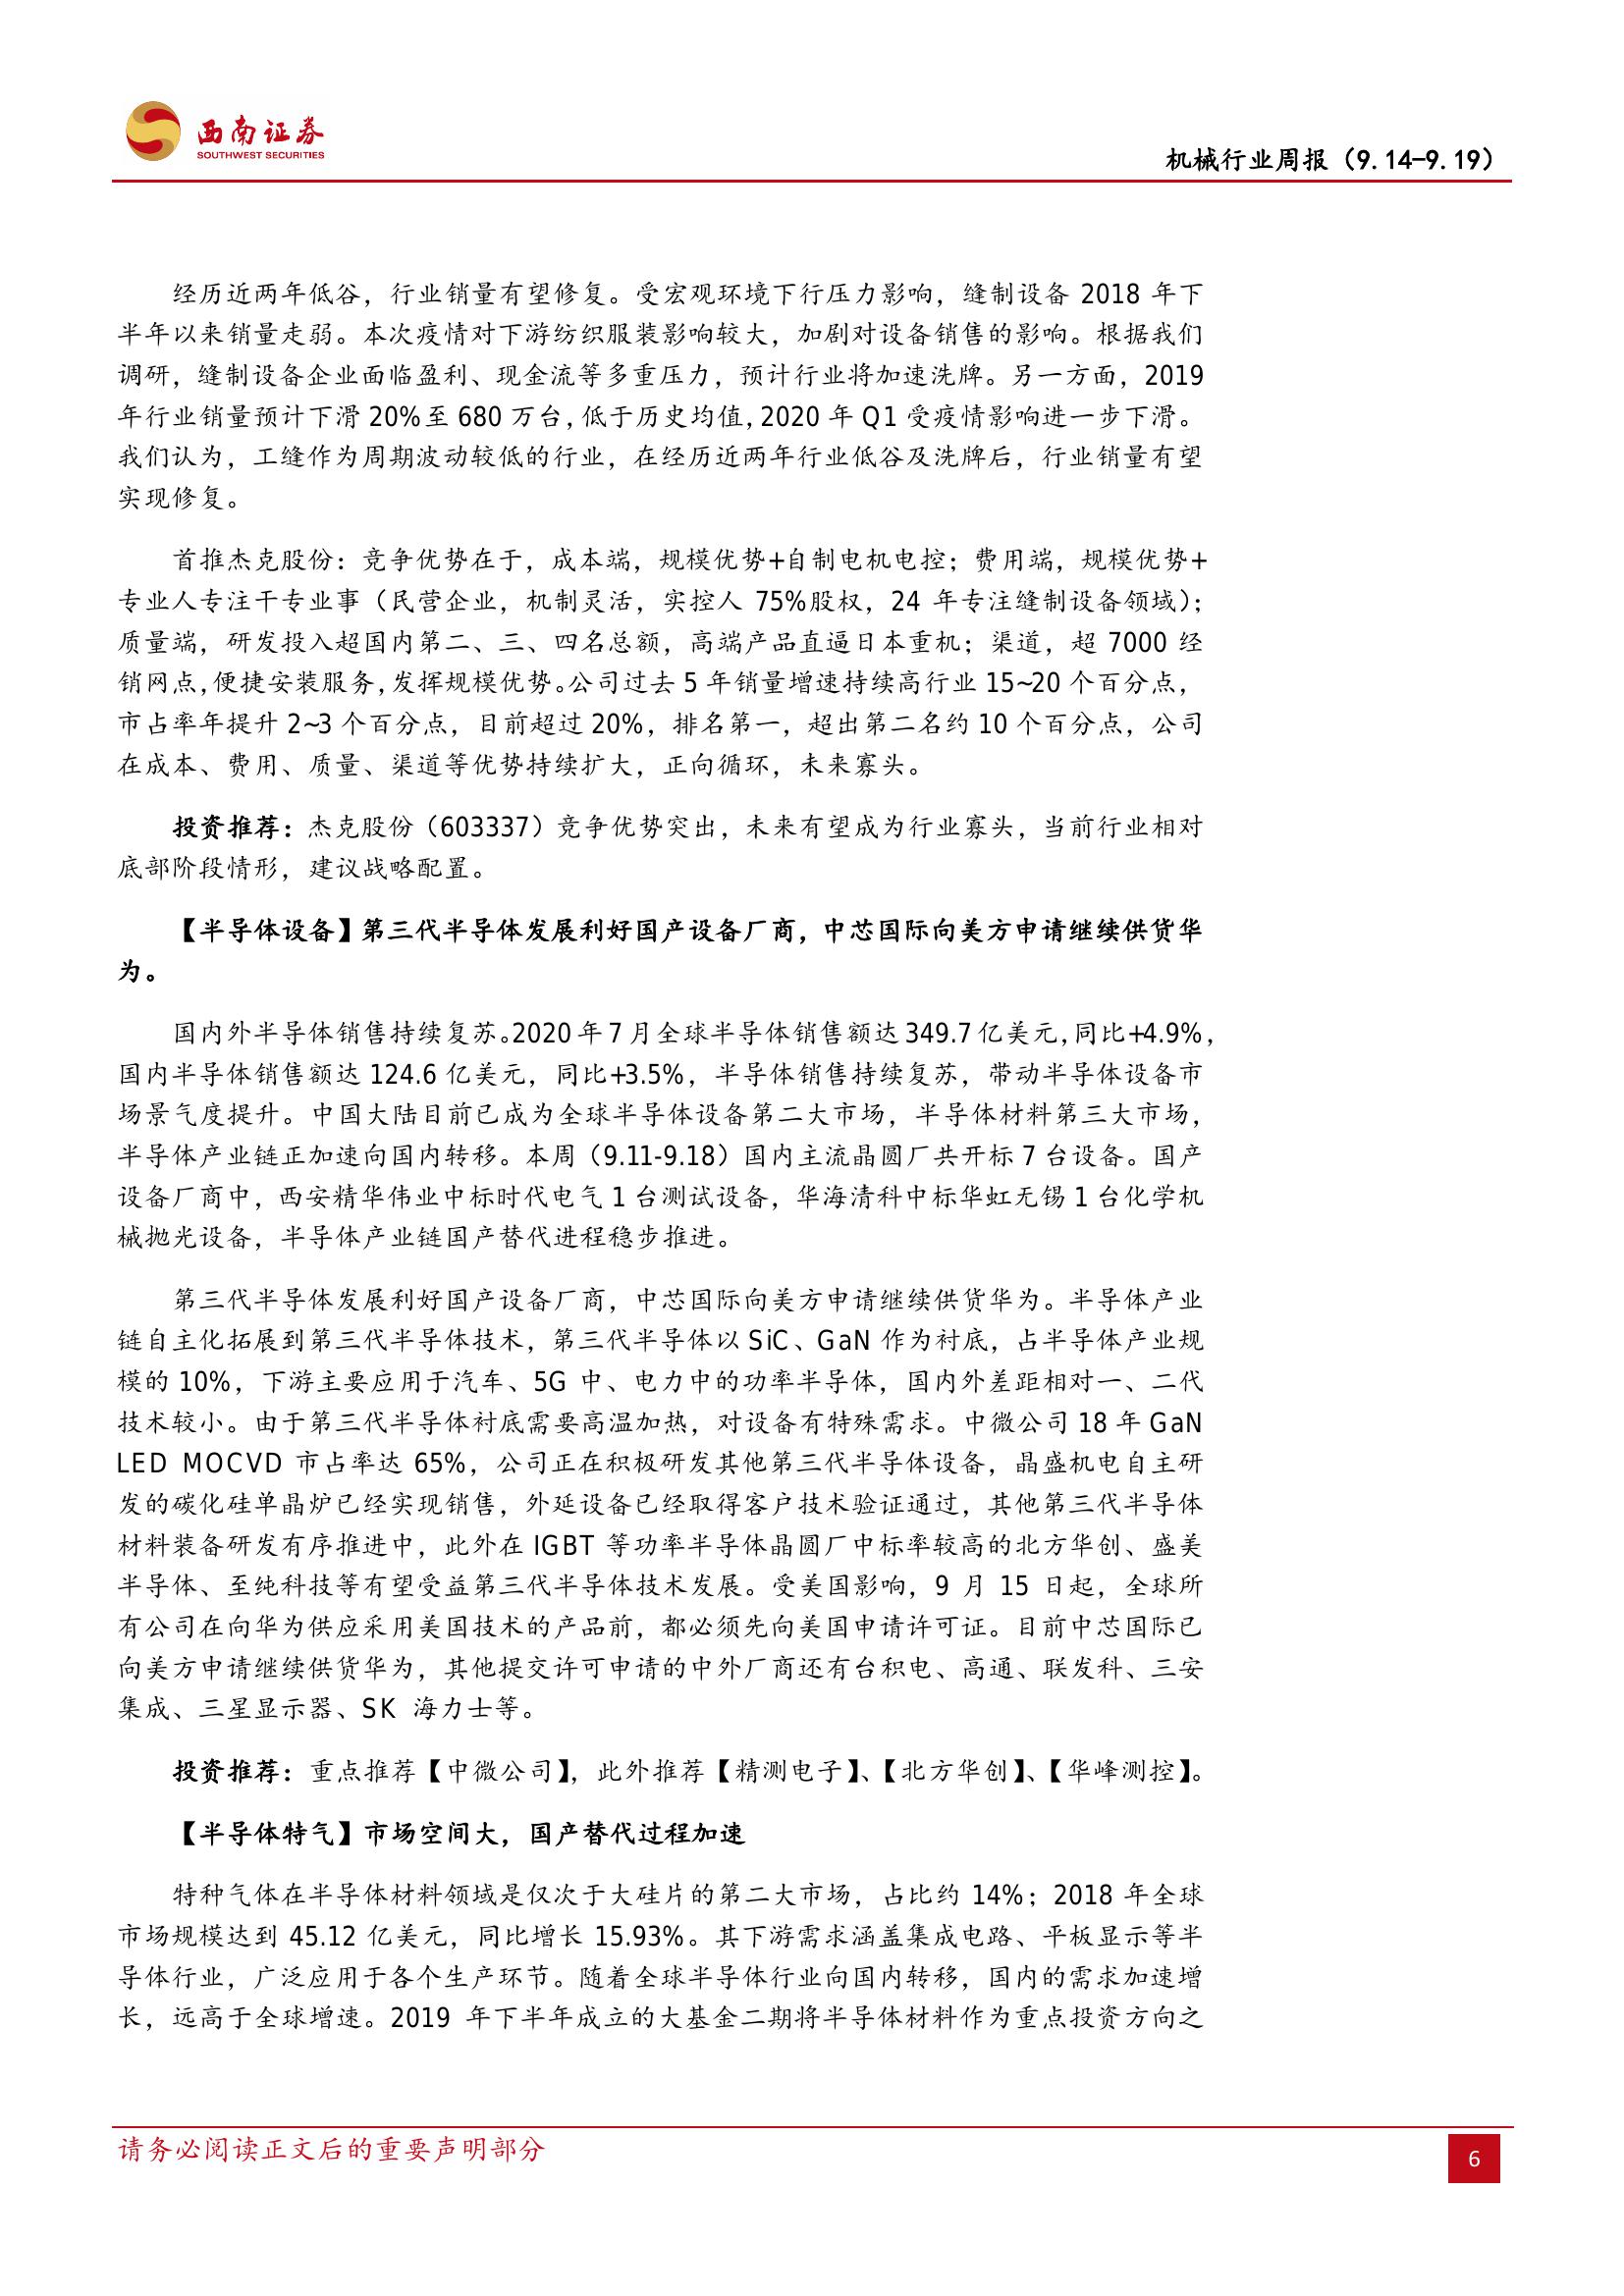 西南证券
SOUTHWEST SECURITIES
机械行业周报（9.14-9.19）
经历近两年低谷，行业销量有望修复。受宏观环境下行压力影响，缝制设备 2018 年下
半年以来销量走弱。本次疫情对下游纺织服装影响较大，加剧对设备销售的影响。根据我们
调研，缝制设备企业面临盈利、现金流等多重压力，预计行业将加速洗牌。另一方面，2019
年行业销量预计下滑 20%至 680 万台，低于历史均值，2020 年 Q1 受疫情影响进一步下滑。
我们认为，工缝作为周期波动较低的行业，在经历近两年行业低谷及洗牌后，行业销量有望
实现修复。
首推杰克股份：竞争优势在于，成本端，规模优势+自制电机电控；费用端，规模优势+
专业人专注干专业事（民营企业，机制灵活，实控人 75%股权，24 年专注缝制设备领域）；
质量端，研发投入超国内第二、三、四名总额，高端产品直逼日本重机；渠道，超 7000 经
销网点，便捷安装服务，发挥规模优势。公司过去 5 年销量增速持续高行业 15~20 个百分点，
市占率年提升 2~3 个百分点，目前超过 20%，排名第一，超出第二名约 10 个百分点，公司
在成本、费用、质量、渠道等优势持续扩大，正向循环，未来寡头。
投资推荐：杰克股份（603337）竞争优势突出，未来有望成为行业寡头，当前行业相对
底部阶段情形，建议战略配置。
【半导体设备】第三代半导体发展利好国产设备厂商，中芯国际向美方申请继续供货华
为。
国内外半导体销售持续复苏。2020 年 7 月全球半导体销售额达 349.7 亿美元，同比+4.9%，
国内半导体销售额达 124.6 亿美元，同比+3.5%，半导体销售持续复苏，带动半导体设备市
场景气度提升。中国大陆目前已成为全球半导体设备第二大市场，半导体材料第三大市场，
半导体产业链正加速向国内转移。本周（9.11-9.18）国内主流晶圆厂共开标 7 台设备。国产
设备厂商中，西安精华伟业中标时代电气 1 台测试设备，华海清科中标华虹无锡 1 台化学机
械抛光设备，半导体产业链国产替代进程稳步推进。
第三代半导体发展利好国产设备厂商，中芯国际向美方申请继续供货华为。半导体产业
链自主化拓展到第三代半导体技术，第三代半导体以 SiC、GaN 作为衬底，占半导体产业规
模的 10%，下游主要应用于汽车、5G 中、电力中的功率半导体，国内外差距相对一、二代
技术较小。由于第三代半导体衬底需要高温加热，对设备有特殊需求。中微公司 18 年 GaN
LED MOCVD 市占率达 65%，公司正在积极研发其他第三代半导体设备，晶盛机电自主研
发的碳化硅单晶炉已经实现销售，外延设备已经取得客户技术验证通过，其他第三代半导体
材料装备研发有序推进中，此外在 IGBT 等功率半导体晶圆厂中标率较高的北方华创、盛美
半导体、至纯科技等有望受益第三代半导体技术发展。受美国影响，9 月 15 日起，全球所
有公司在向华为供应采用美国技术的产品前，都必须先向美国申请许可证。目前中芯国际已
向美方申请继续供货华为，其他提交许可申请的中外厂商还有台积电、高通、联发科、三安
集成、三星显示器、SK 海力士等。
投资推荐：重点推荐【中微公司】，此外推荐【精测电子】、【北方华创】、【华峰测控】。
【半导体特气】市场空间大，国产替代过程加速
特种气体在半导体材料领域是仅次于大硅片的第二大市场，占比约 14%；2018 年全球
市场规模达到 45.12 亿美元，同比增长 15.93%。其下游需求涵盖集成电路、平板显示等半
导体行业，广泛应用于各个生产环节。随着全球半导体行业向国内转移，国内的需求加速增
长，远高于全球增速。2019 年下半年成立的大基金二期将半导体材料作为重点投资方向之
请务必阅读正文后的重要声明部分
6